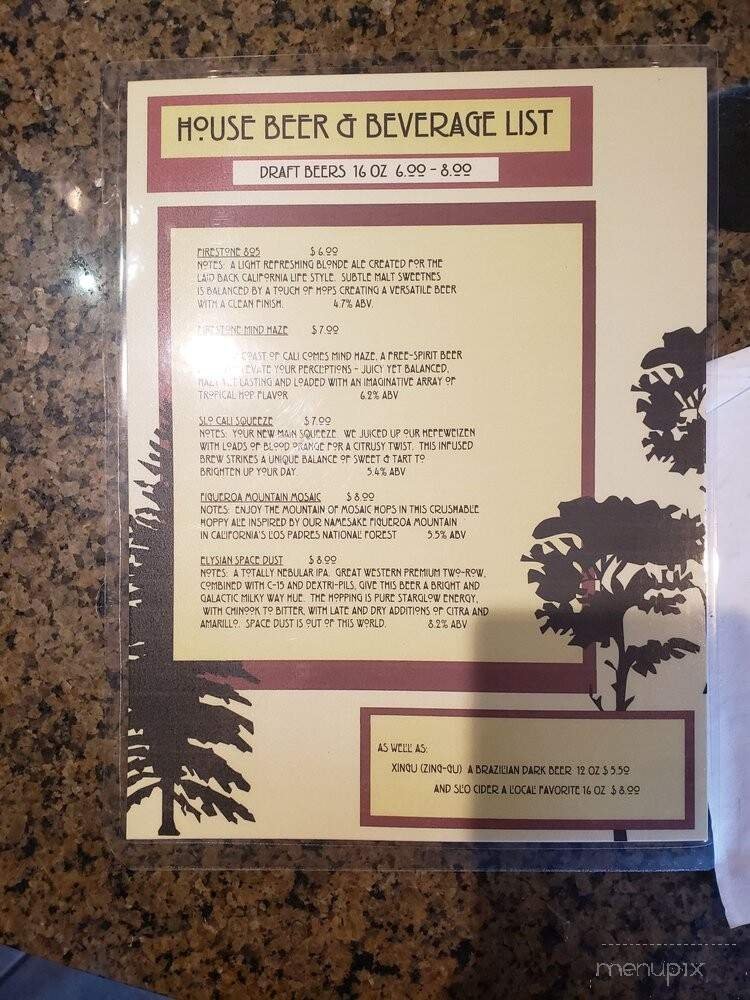 HOUSE BEER & BEVERAGE LIST
DRAFT BEERS 16 OZ 6.00 - 8.00
FIRESTONE 805 $ 6.00
NOTES: A LIGHT REFRESHING BLONDE ALE CREATED FOR THE
LAID BACK CALIFORNIA LIFE STYLE. SUBTLE MALT SWEETNES
IS BALANCED BY A TOUCH OF HOPS CREATING A VERSATILE BEER
WITH A CLEAN FINISH. 4.7% ABV.
FIRESTONE MIND HAZE $ 7.00
COAST OF CALI COMES MIND HAZE, A FREE-SPIRIT BEER
YOUR PERCEPTIONS - JUICY YET BALANCED,
HAZY YET LASTING AND LOADED WITH AN IMAGINATIVE ARRAY OF
TROPICAL HOP FLAVOR 6.2% ABV
SLO CALI SQUEEZE $ 7.00
NOTES: YOUR NEW MAIN SQUEEZE. WE JUICED UP OUR HEFEWEIZEN
WITH LOADS OF BLOOD ORANGE FOR A CITRUSY TWIST. THIS INFUSED
BREW STRIKES A UNIQUE BALANCE OF SWEET & TART TO
BRIGHTEN UP YOUR DAY. 5.4% ABV
FIGUEROA MOUNTAIN MOSAIC $ 8.00
NOTES: ENJOY THE MOUNTAIN OF MOSAIC HOPS IN THIS CRUSHABLE
HOPPY ALE INSPIRED BY OUR NAMESAKE FIGUEROA MOUNTAIN
IN CALIFORNIA'S LOS PADRES NATIONAL FOREST 5.5% ABV
ELYSIAN SPACE DUST $ 8.00
NOTES: A TOTALLY NEBULAR IPA. GREAT WESTERN PREMIUM TWO-ROW,
COMBINED WITH C-15 AND DEXTRI-PILS, GIVE THIS BEER A BRIGHT AND
GALACTIC MILKY WAY HUE. THE HOPPING IS PURE STARGLOW ENERGY,
WITH CHINOOK TO BITTER, WITH LATE AND DRY ADDITIONS OF CITRA AND
AMARILLO. SPACE DUST IS OUT OF THIS WORLD. 8.2% ABV
AS WELL AS:
XINGU (ZING-GU) A BRAZILIAN DARK BEER 12 OZ $ 5.50
AND SLO CIDER A LOCAL FAVORITE 16 OZ $ 8.00
menupix